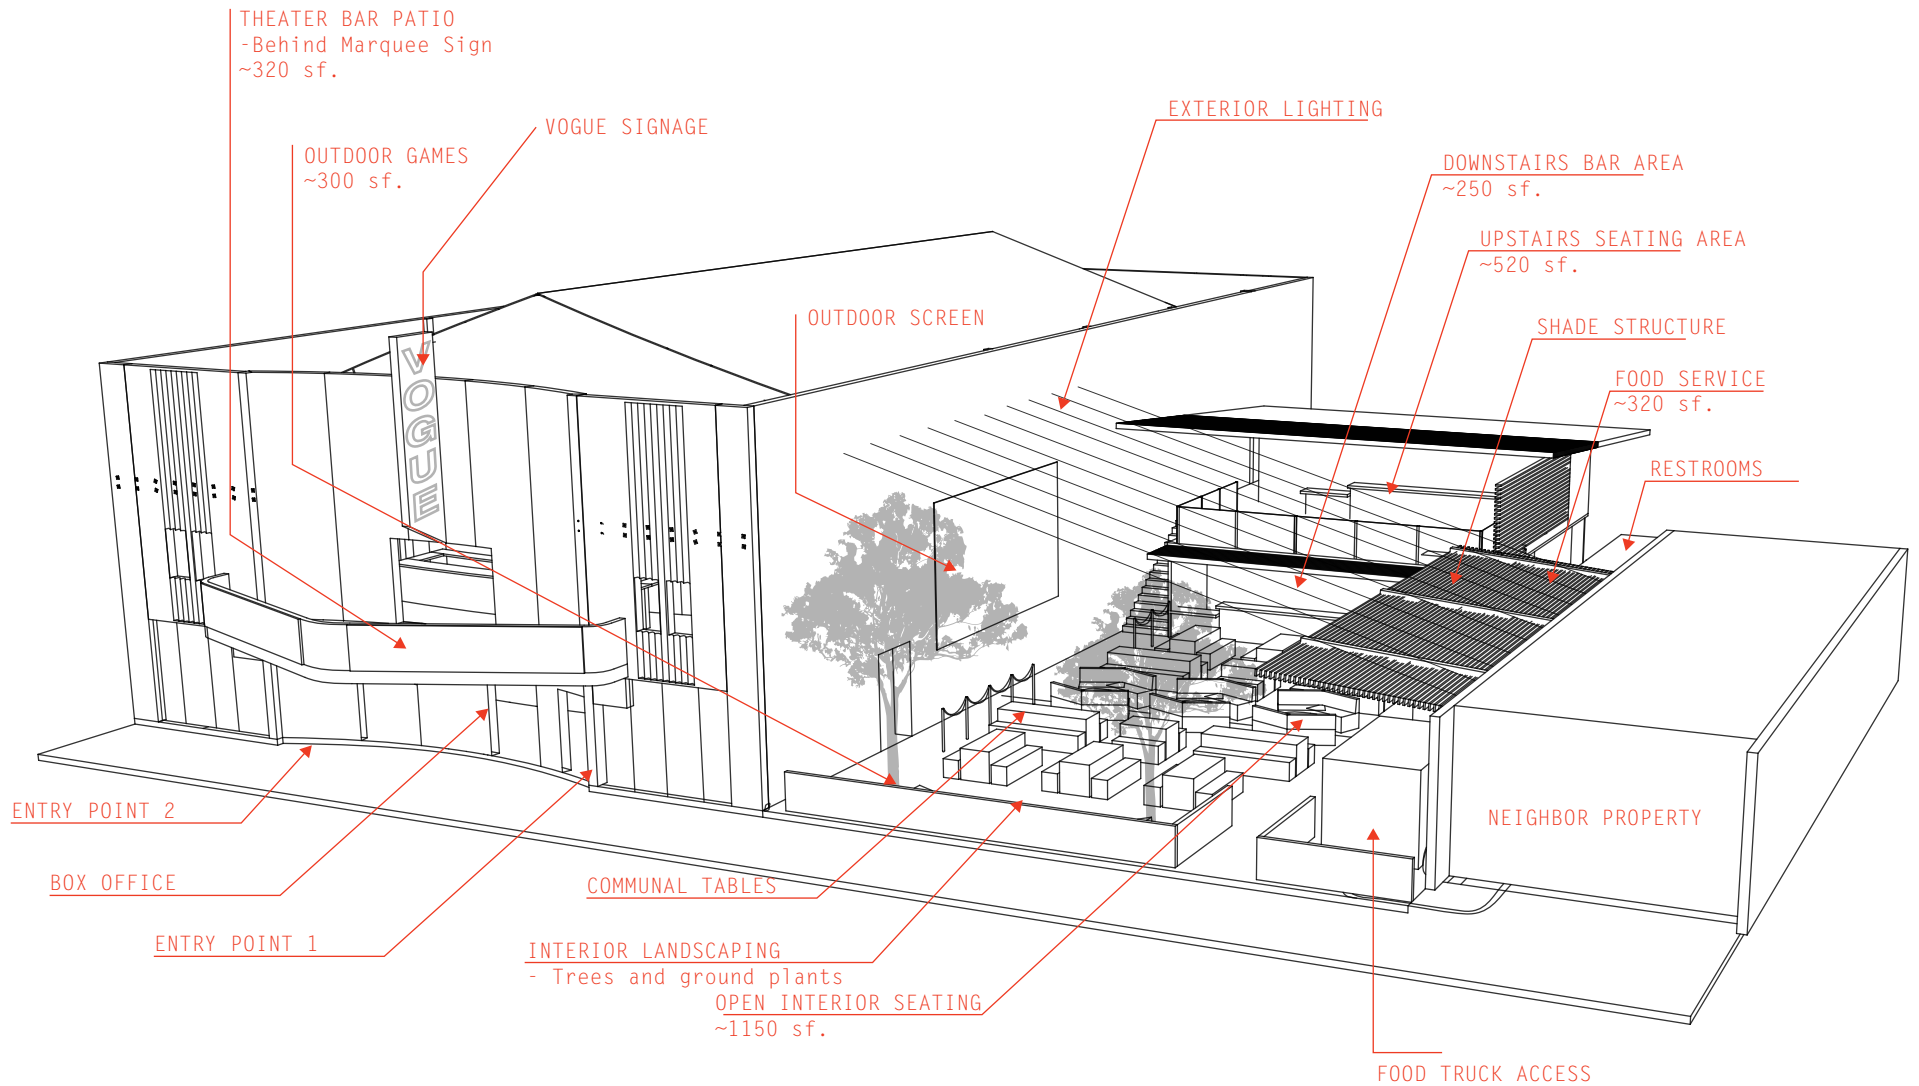 THEATER BAR PATIO
-Behind Marquee Sign
~320 sf.
OUTDOOR GAMES
~300 sf.
VOGUE SIGNAGE
EXTERIOR LIGHTING
DOWNSTAIRS BAR AREA
~250 sf.
UPSTAIRS SEATING AREA
~520 sf.
OUTDOOR SCREEN
SHADE STRUCTURE
FOOD SERVICE
~320 sf.
RESTROOMS
VOGUE
ENTRY POINT 2
BOX OFFICE
ENTRY POINT 1
COMMUNAL TABLES
INTERIOR LANDSCAPING
- Trees and ground plants
OPEN INTERIOR SEATING
~1150 sf.
NEIGHBOR PROPERTY
FOOD TRUCK ACCESS